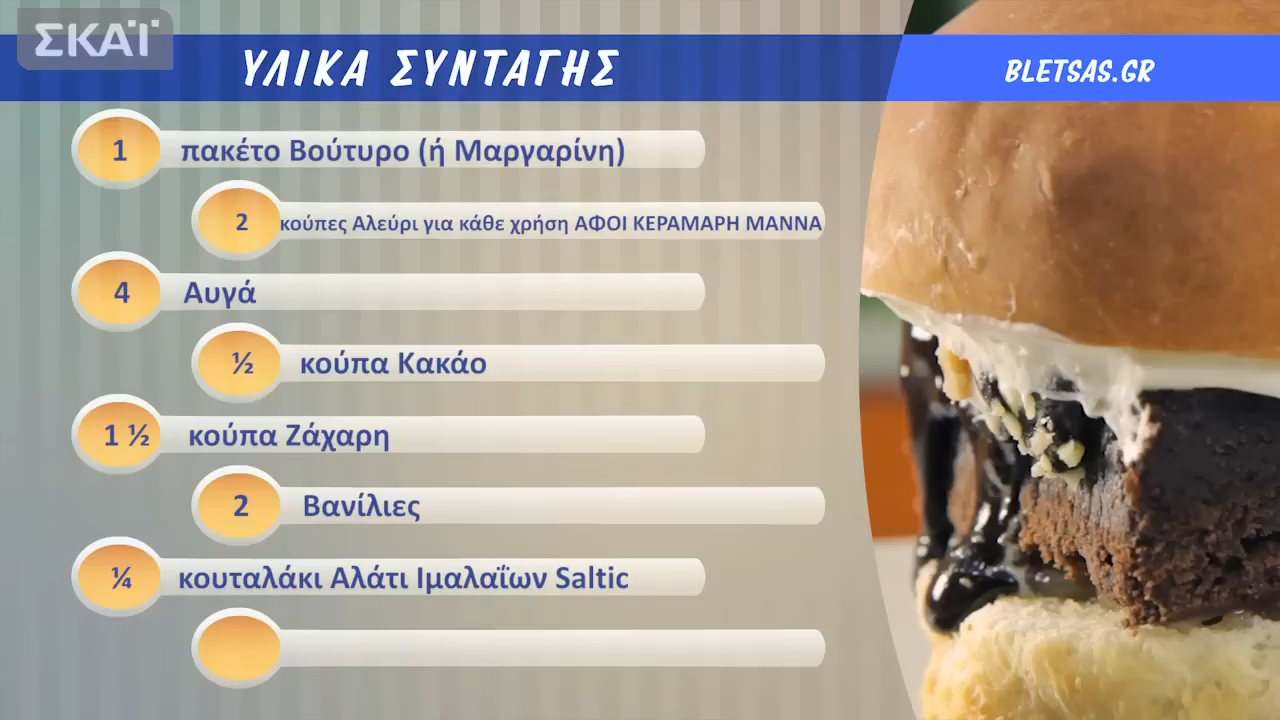 ΣΚΑΪ
ΥΛΙΚΑ ΣΥΝΤΑΓΗΣ
BLETSAS.GR
1 πακέτο Βούτυρο (ή Μαργαρίνη)
2 κούπες Αλεύρι για κάθε χρήση ΑΦΟΙ ΚΕΡΑΜΑΡΗ ΜΑΝΝΑ
4 Αυγά
½ κούπα Κακάο
1 ½ κούπα Ζάχαρη
2 Βανίλιες
¼ κουταλάκι Αλάτι Ιμαλαΐων Saltic